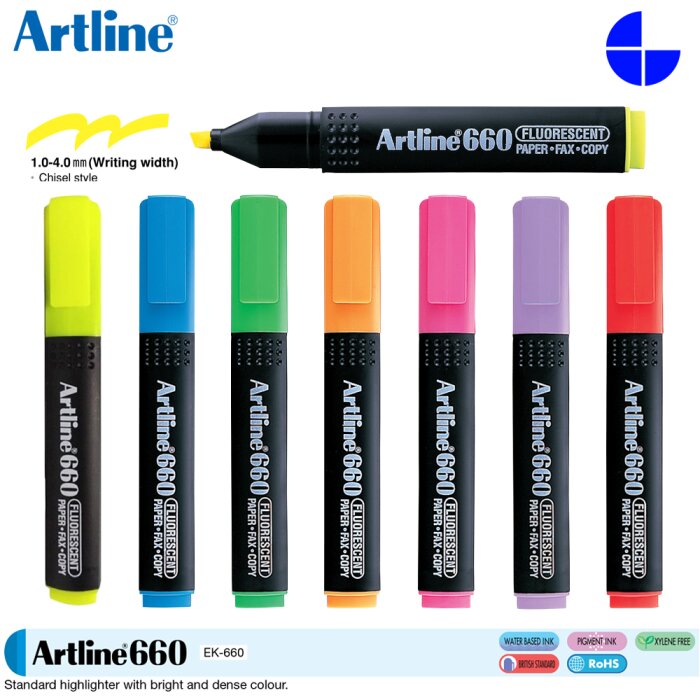 Artline®
Artline®660 FLUORESCENT
PAPER・FAX・COPY
1.0-4.0㎜(Writing width)
・ Chisel style
Artline®660 FLUORESCENT
PAPER・FAX・COPY
Artline®660 FLUORESCENT
PAPER・FAX・COPY
Artline®660 FLUORESCENT
PAPER・FAX・COPY
Artline®660 FLUORESCENT
PAPER・FAX・COPY
Artline®660 FLUORESCENT
PAPER・FAX・COPY
Artline®660 FLUORESCENT
PAPER・FAX・COPY
Artline®660 FLUORESCENT
PAPER・FAX・COPY
Artline®660 EK-660
WATER BASED INK PIGMENT INK XYLENE FREE
BRITISH STANDARD RoHS
Standard highlighter with bright and dense colour.